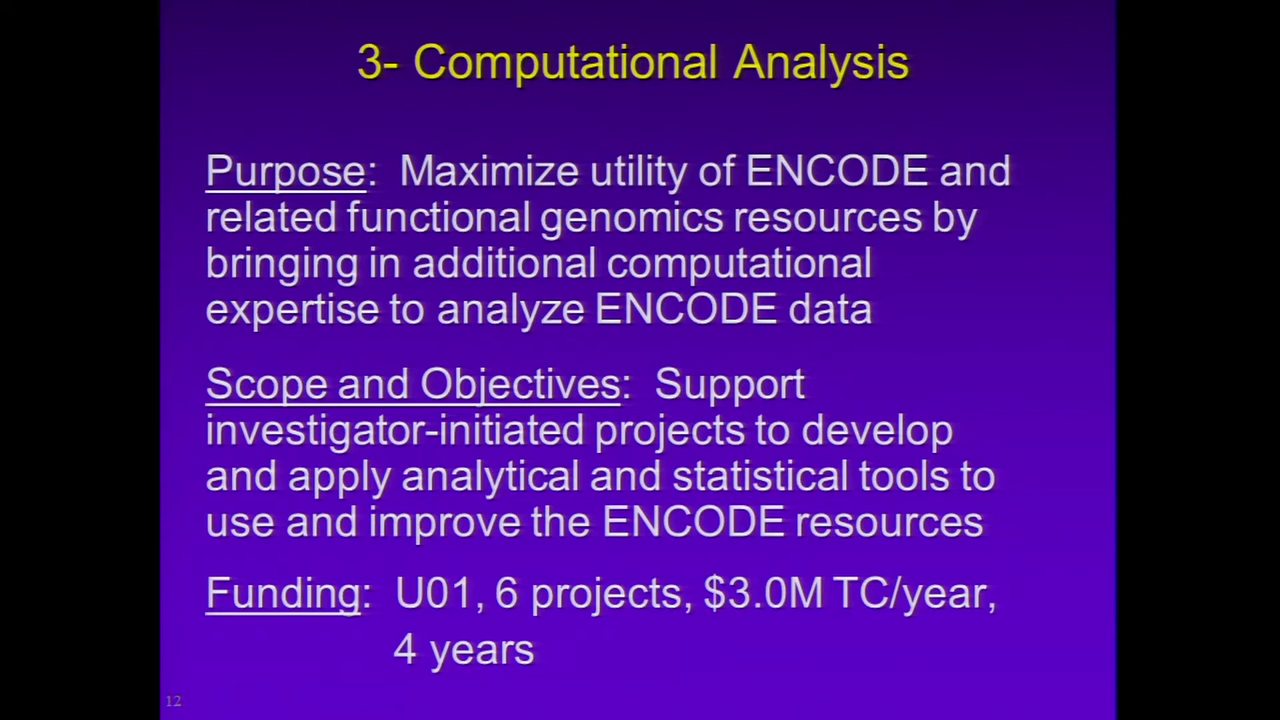 3- Computational Analysis
Purpose:  Maximize utility of ENCODE and
related functional genomics resources by
bringing in additional computational
expertise to analyze ENCODE data
Scope and Objectives:  Support
investigator-initiated projects to develop
and apply analytical and statistical tools to
use and improve the ENCODE resources
Funding:  U01, 6 projects, $3.0M TC/year,
4 years
12